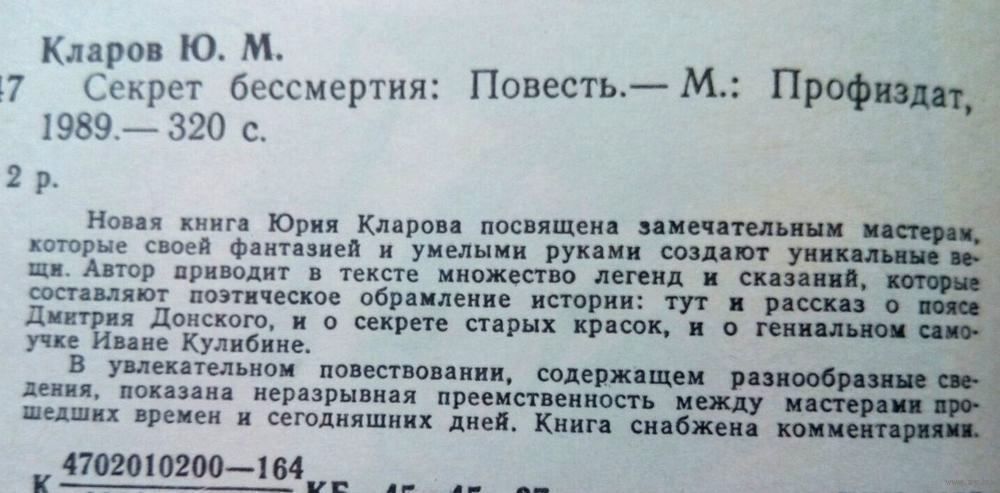 Кларов Ю. М.
47 Секрет бессмертия: Повесть.— М.: Профиздат,
1989.— 320 с.
2 р.
Новая книга Юрия Кларова посвящена замечательным мастерам,
которые своей фантазией и умелыми руками создают уникальные ве-
щи. Автор приводит в тексте множество легенд и сказаний, которые
составляют поэтическое обрамление истории: тут и рассказ о поясе
Дмитрия Донского, и о секрете старых красок, и о гениальном само-
учке Иване Кулибине.
В увлекательном повествовании, содержащем разнообразные све-
дения, показана неразрывная преемственность между мастерами про-
шедших времен и сегодняшних дней. Книга снабжена комментариями.
4702010200—164
К